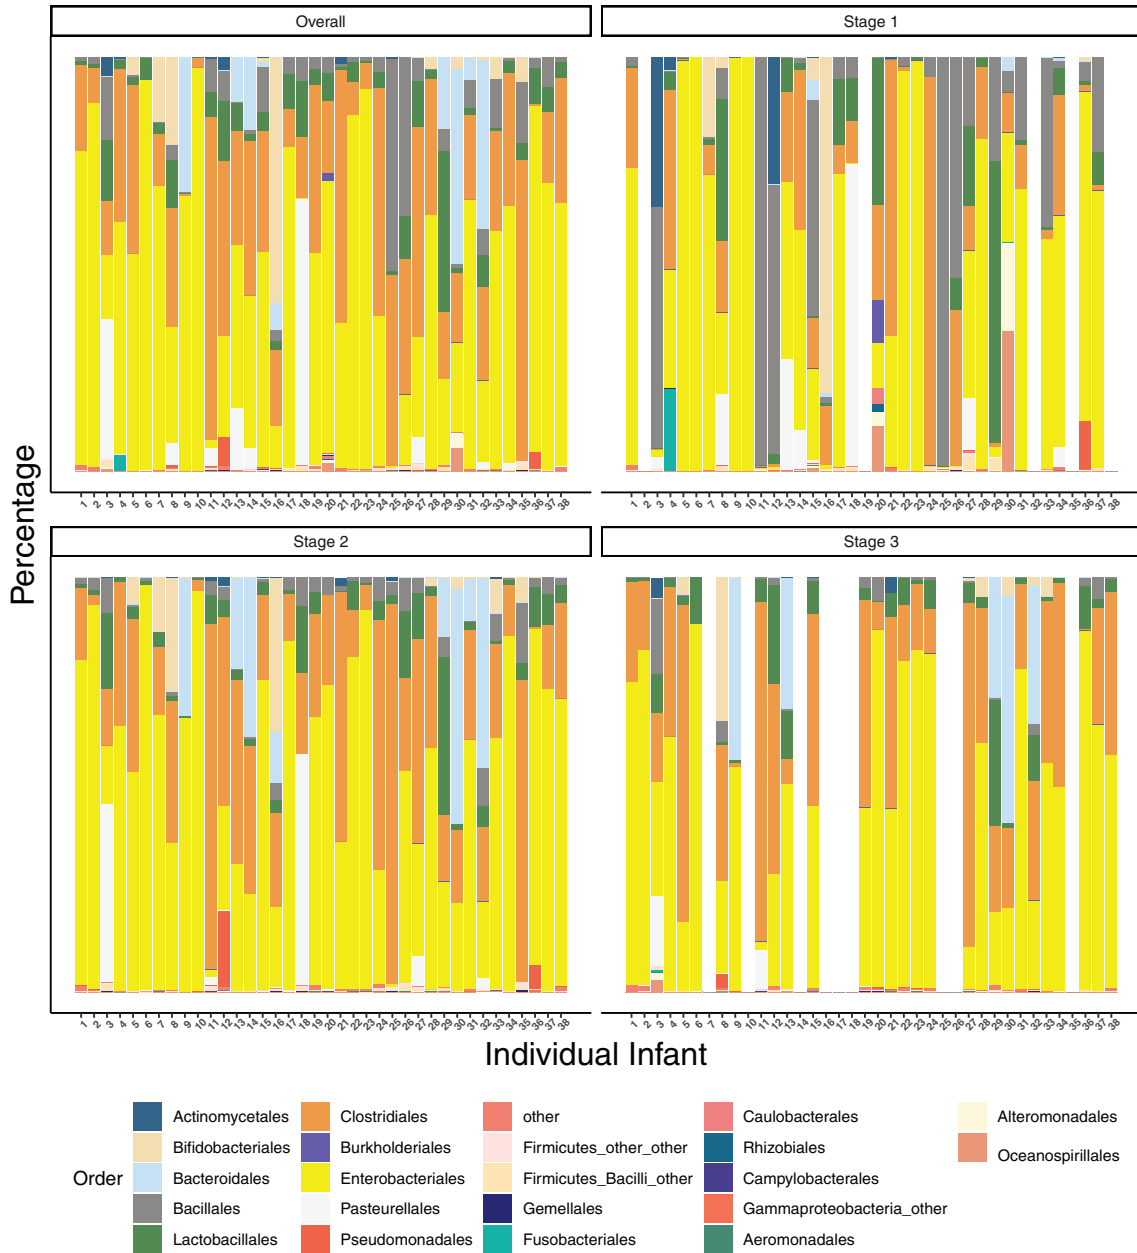 Overall
Stage 1
1 2 3 4 5 6 7 8 9 10 11 12 13 14 15 16 17 18 19 20 21 22 23 24 25 26 27 28 29 30 31 32 33 34 35 36 37 38
1 2 3 4 5 6 7 8 9 10 11 12 13 14 15 16 17 18 19 20 21 22 23 24 25 26 27 28 29 30 31 32 33 34 35 36 37 38
Percentage
Stage 2
Stage 3
1 2 3 4 5 6 7 8 9 10 11 12 13 14 15 16 17 18 19 20 21 22 23 24 25 26 27 28 29 30 31 32 33 34 35 36 37 38
1 2 3 4 5 6 7 8 9 10 11 12 13 14 15 16 17 18 19 20 21 22 23 24 25 26 27 28 29 30 31 32 33 34 35 36 37 38
Individual Infant
Order
Actinomycetales
Bifidobacteriales
Bacteroidales
Bacillales
Lactobacillales
Clostridiales
Burkholderiales
Enterobacteriales
Pasteurellales
Pseudomonadales
other
Firmicutes_other_other
Firmicutes_Bacilli_other
Gemellales
Fusobacteriales
Caulobacterales
Rhizobiales
Campylobacterales
Gammaproteobacteria_other
Aeromonadales
Alteromonadales
Oceanospirillales